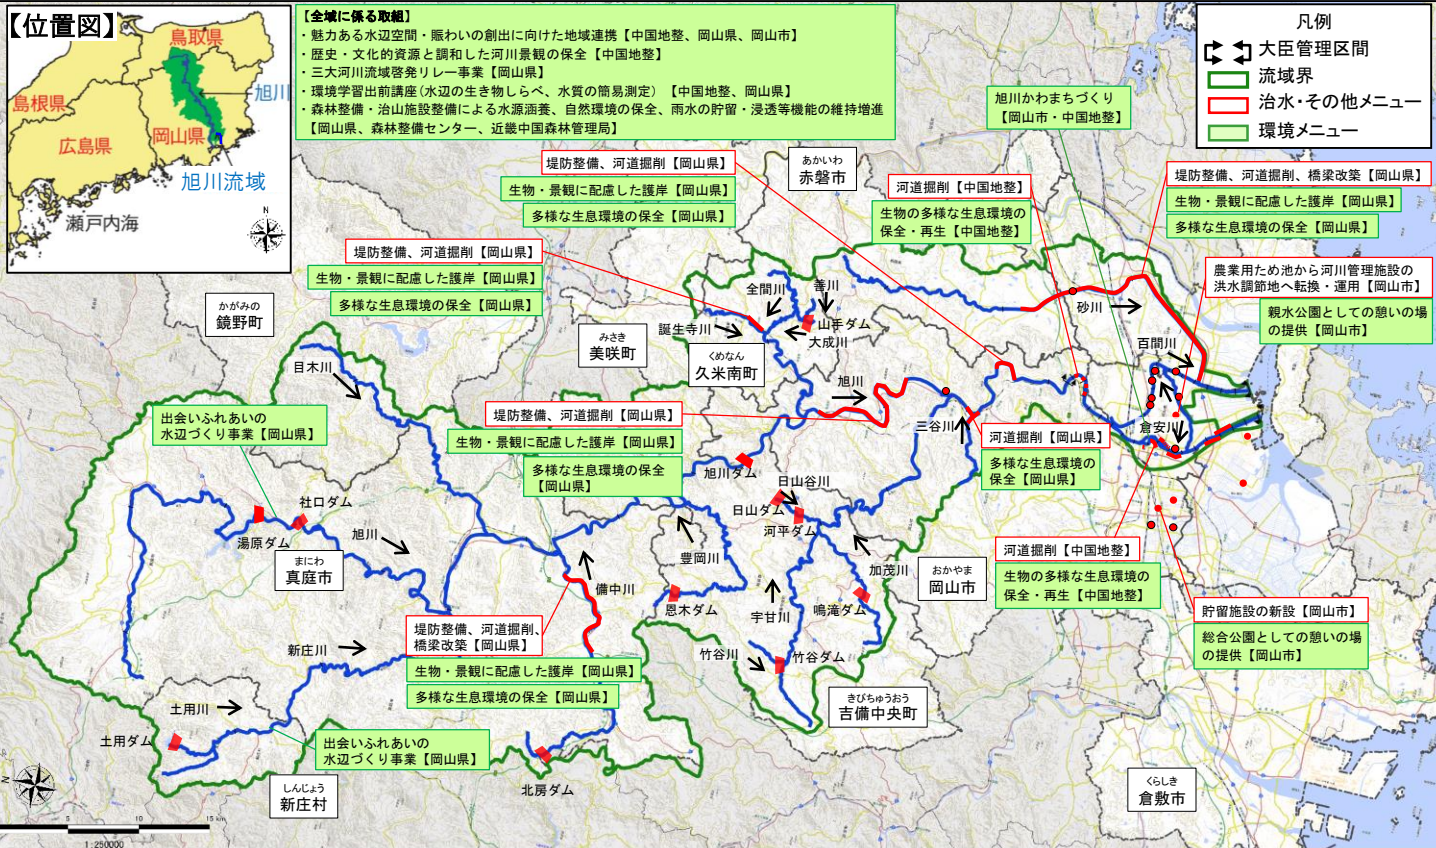 【位置図】
鳥取県
島根県
岡山県
広島県
旭川
旭川流域
瀬戸内海
N
【全域に係る取組】
・魅力ある水辺空間・賑わいの創出に向けた地域連携【中国地整、岡山県、岡山市】
・歴史・文化的資源と調和した河川景観の保全【中国地整】
・三大河川流域啓発リレー事業【岡山県】
・環境学習出前講座(水辺の生き物しらべ、水質の簡易測定)【中国地整、岡山県】
・森林整備・治山施設整備による水源涵養、自然環境の保全、雨水の貯留・浸透等機能の維持増進
【岡山県、森林整備センター、近畿中国森林管理局】
凡例
大臣管理区間
流域界
治水・その他メニュー
環境メニュー
旭川かわまちづくり
【岡山市・中国地整】
堤防整備、河道掘削【岡山県】
生物・景観に配慮した護岸【岡山県】
多様な生息環境の保全【岡山県】
あかいわ
赤磐市
河道掘削【中国地整】
生物の多様な生息環境の
保全・再生【中国地整】
堤防整備、河道掘削、橋梁改築【岡山県】
生物・景観に配慮した護岸【岡山県】
多様な生息環境の保全【岡山県】
堤防整備、河道掘削【岡山県】
生物・景観に配慮した護岸【岡山県】
多様な生息環境の保全【岡山県】
農業用ため池から河川管理施設の
洪水調節地へ転換・運用【岡山市】
親水公園としての憩いの場
の提供【岡山市】
かがみの
鏡野町
みさき
美咲町
くめなん
久米南町
全間川
善川
誕生寺川
山手ダム
大成川
砂川
百間川
目木川
旭川
三谷川
倉安川
出会いふれあいの
水辺づくり事業【岡山県】
堤防整備、河道掘削【岡山県】
生物・景観に配慮した護岸【岡山県】
多様な生息環境の保全
【岡山県】
河道掘削【岡山県】
多様な生息環境の
保全【岡山県】
旭川ダム
日山谷川
日山ダム
河平ダム
社口ダム
湯原ダム
旭川
まにわ
真庭市
豊岡川
備中川
恩木ダム
宇甘川
加茂川
鳴滝ダム
おかやま
岡山市
河道掘削【中国地整】
生物の多様な生息環境の
保全・再生【中国地整】
貯留施設の新設【岡山市】
総合公園としての憩いの場
の提供【岡山市】
堤防整備、河道掘削、
橋梁改築【岡山県】
生物・景観に配慮した護岸【岡山県】
多様な生息環境の保全【岡山県】
新庄川
竹谷川
竹谷ダム
きびちゅうおう
吉備中央町
土用川
土用ダム
出会いふれあいの
水辺づくり事業【岡山県】
しんじょう
新庄村
北房ダム
くらしき
倉敷市
N
5
10
15 km
1:250000